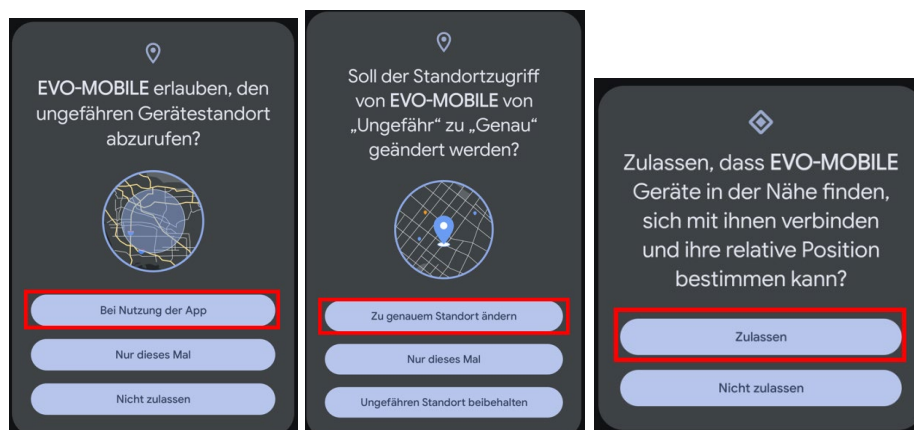 EVO-MOBILE erlauben, den
ungefähren Gerätestandort
abzurufen?
Bei Nutzung der App
Nur dieses Mal
Nicht zulassen
Soll der Standortzugriff
von EVO-MOBILE von
„Ungefähr“ zu „Genau“
geändert werden?
Zu genauem Standort ändern
Nur dieses Mal
Ungefähren Standort beibehalten
Zulassen, dass EVO-MOBILE
Geräte in der Nähe finden,
sich mit ihnen verbinden
und ihre relative Position
bestimmen kann?
Zulassen
Nicht zulassen